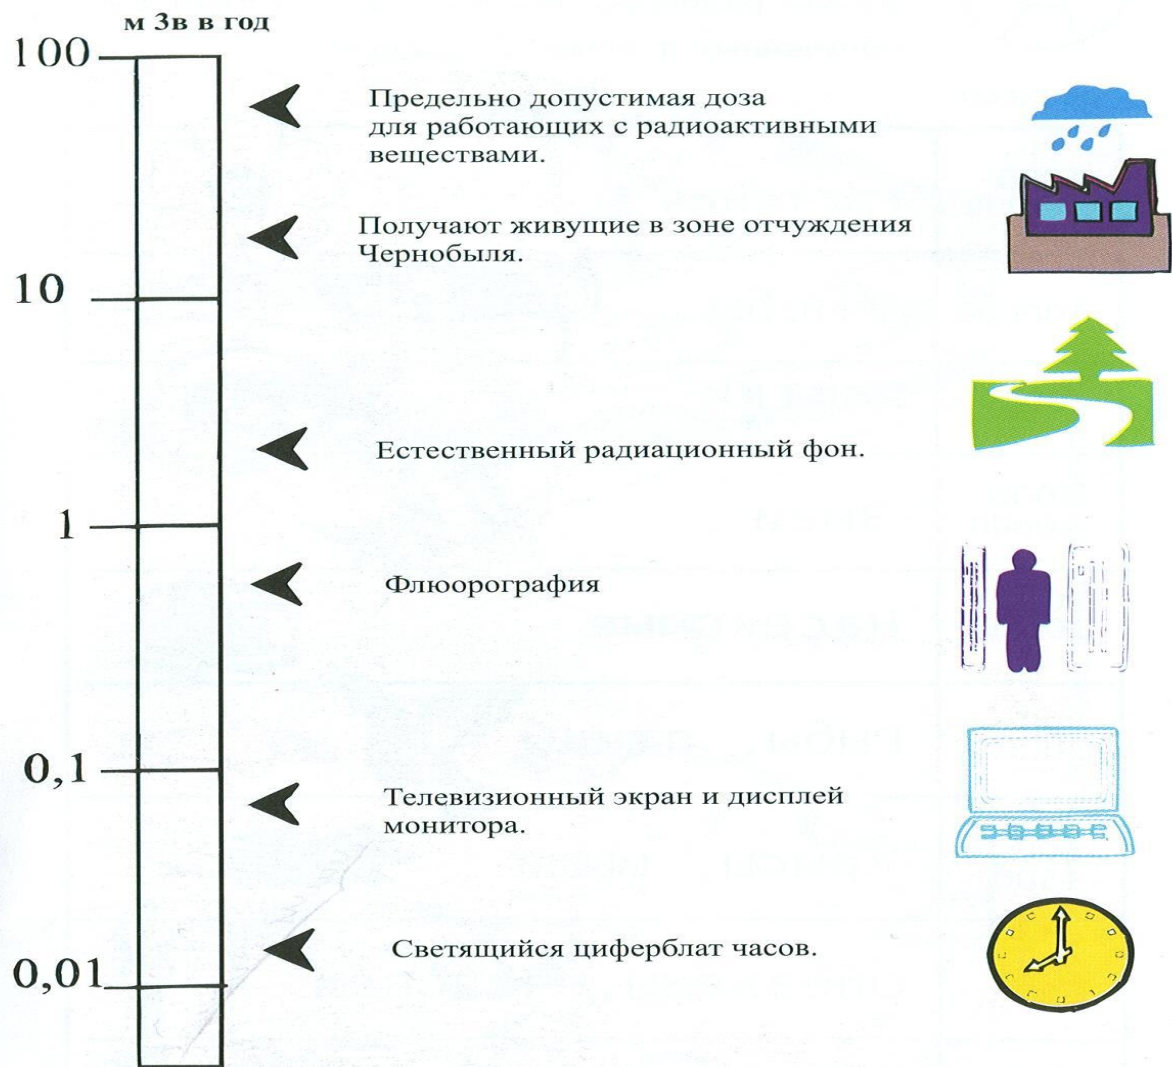 м Зв в год
100
Предельно допустимая доза
для работающих с радиоактивными
веществами.
Получают живущие в зоне отчуждения
Чернобыля.
10
Естественный радиационный фон.
1
Флюорография
0,1
Телевизионный экран и дисплей
монитора.
Светящийся циферблат часов.
0,01